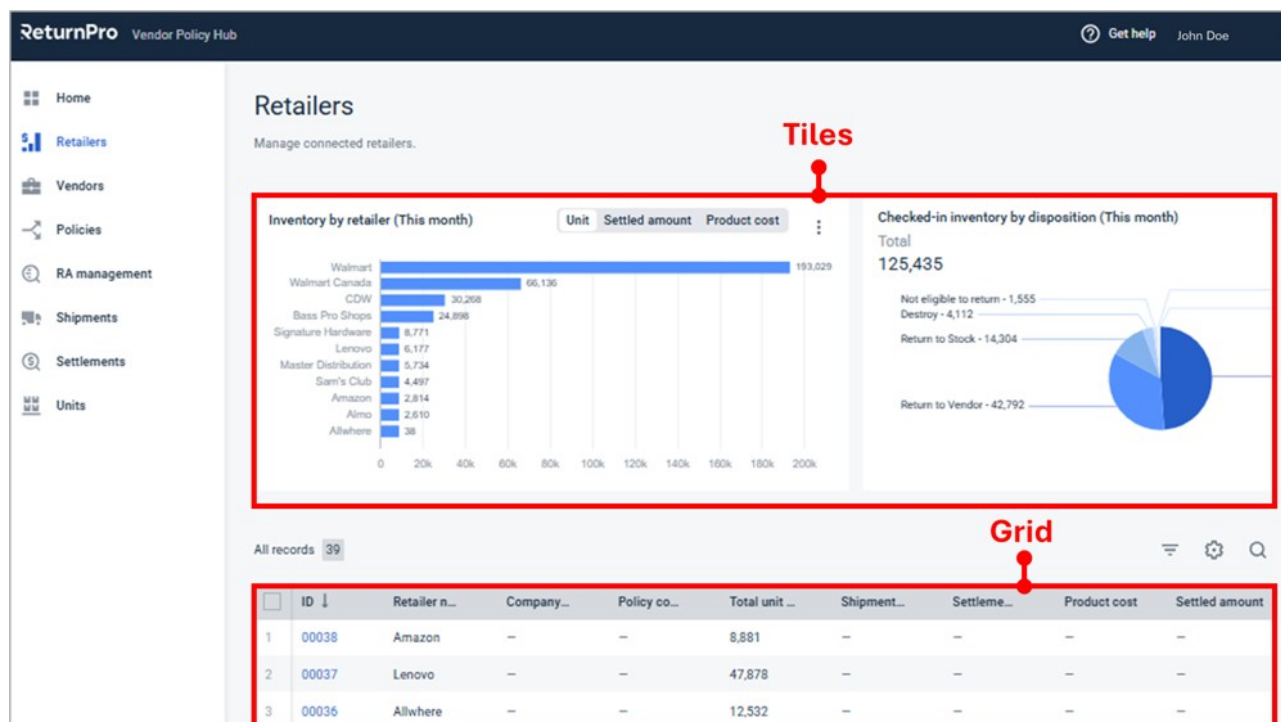 ReturnPro Vendor Policy Hub
Get help John Doe
Home
Retailers
Vendors
Policies
RA management
Shipments
Settlements
Units
Retailers
Manage connected retailers.
Tiles
Inventory by retailer (This month)
Unit Settled amount Product cost
Walmart 193,029
Walmart Canada 66,136
CDW 30,268
Bass Pro Shops 24,898
Signature Hardware 8,771
Lenovo 6,177
Master Distribution 5,734
Sam's Club 4,497
Amazon 2,814
Almo 2,610
Allwhere 38
0 20k 40k 60k 80k 100k 120k 140k 160k 180k 200k
Checked-in inventory by disposition (This month)
Total
125,435
Not eligible to return - 1,555
Destroy - 4,112
Return to Stock - 14,304
Return to Vendor - 42,792
Grid
All records 39
ID ↓ Retailer n... Company... Policy co... Total unit ... Shipment... Settleme... Product cost Settled amount
1 00038 Amazon – – 8,881 – – – –
2 00037 Lenovo – – 47,878 – – – –
3 00036 Allwhere – – 12,532 – – – –